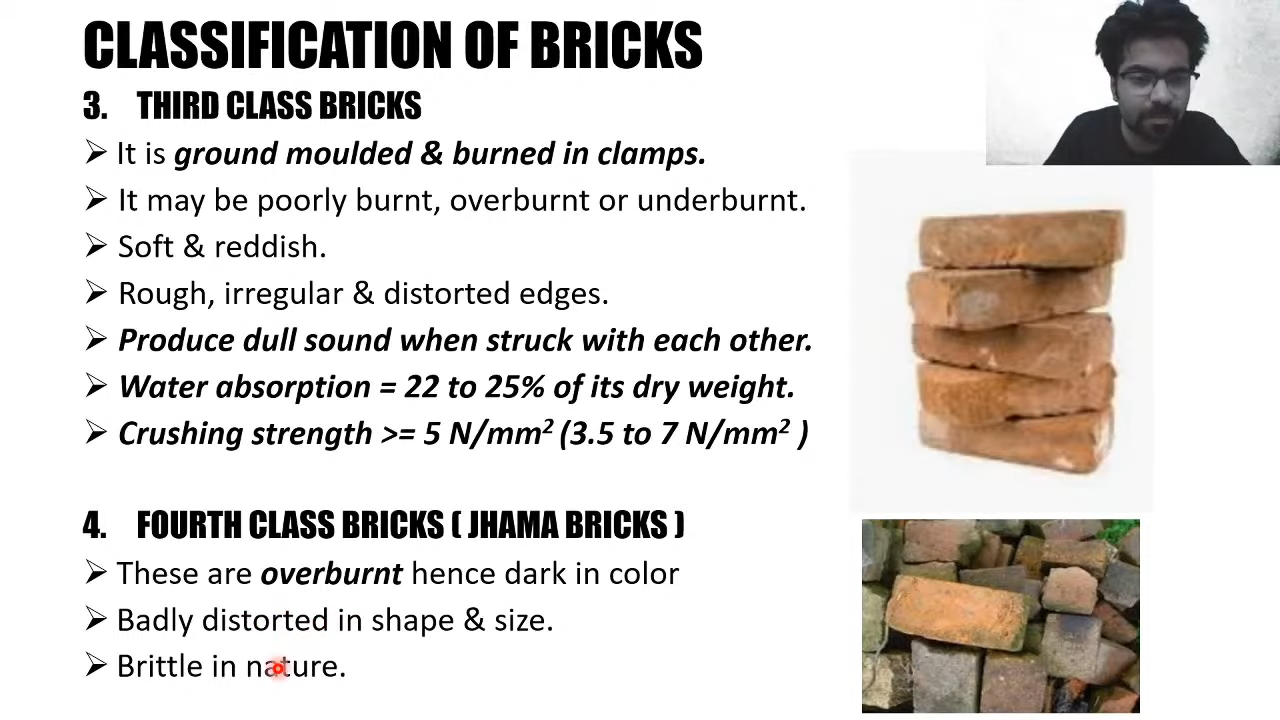 CLASSIFICATION OF BRICKS
3. THIRD CLASS BRICKS
➢ It is ground moulded & burned in clamps.
➢ It may be poorly burnt, overburnt or underburnt.
➢ Soft & reddish.
➢ Rough, irregular & distorted edges.
➢ Produce dull sound when struck with each other.
➢ Water absorption = 22 to 25% of its dry weight.
➢ Crushing strength >= 5 N/mm² (3.5 to 7 N/mm² )
4. FOURTH CLASS BRICKS ( JHAMA BRICKS )
➢ These are overburnt hence dark in color
➢ Badly distorted in shape & size.
➢ Brittle in nature.